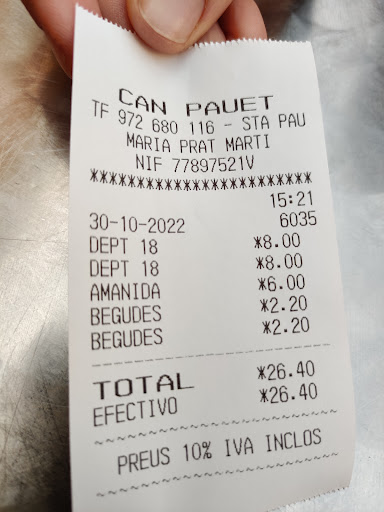 CAN PAUET
TF 972 680 116 - STA PAU
MARIA PRAT MARTI
NIF 77897521V
************************
15:21
30-10-2022 6035
DEPT 18 *8.00
DEPT 18 *8.00
AMANIDA *6.00
BEGUDES *2.20
BEGUDES *2.20
TOTAL *26.40
EFECTIVO *26.40
PREUS 10% IVA INCLOS